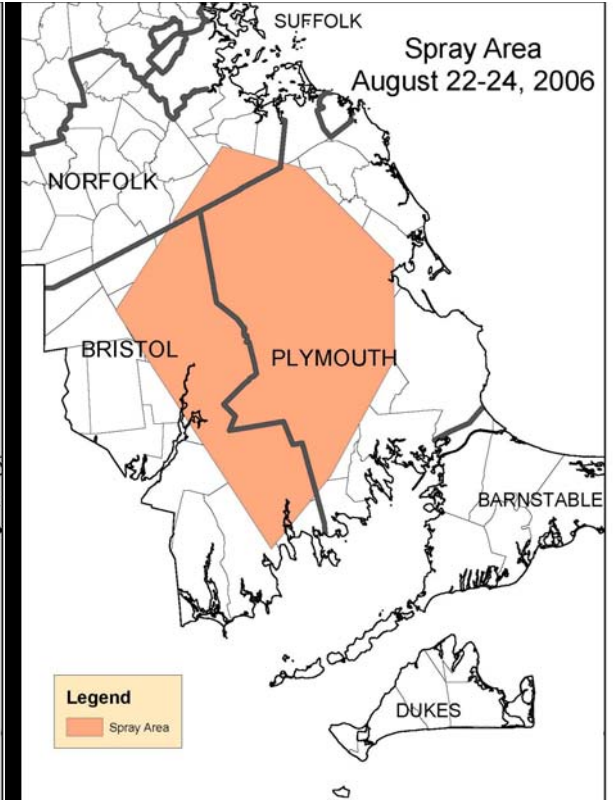 SUFFOLK
Spray Area
August 22-24, 2006
NORFOLK
BRISTOL
PLYMOUTH
BARNSTABLE
DUKES
Legend
Spray Area